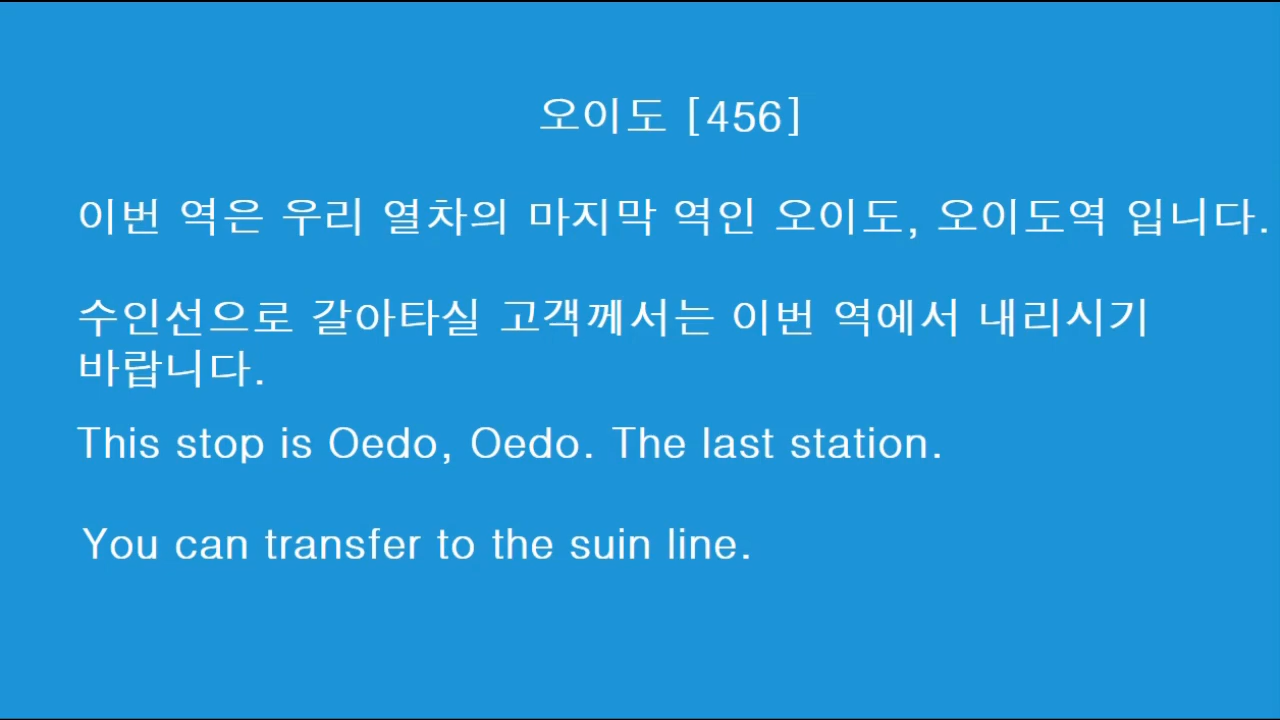 오이도 [456]
이번 역은 우리 열차의 마지막 역인 오이도, 오이도역 입니다.
수인선으로 갈아타실 고객께서는 이번 역에서 내리시기
바랍니다.
This stop is Oedo, Oedo. The last station.
You can transfer to the suin line.